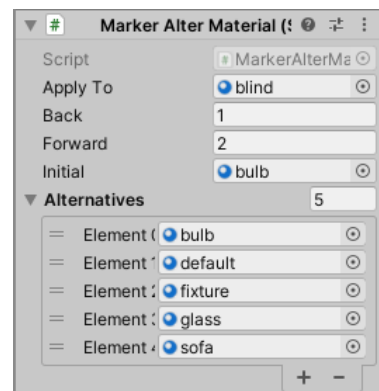 Marker Alter Material (S
Script MarkerAlterMa
Apply To blind
Back 1
Forward 2
Initial bulb
Alternatives 5
Element 0 bulb
Element 1 default
Element 2 fixture
Element 3 glass
Element 4 sofa
+ −